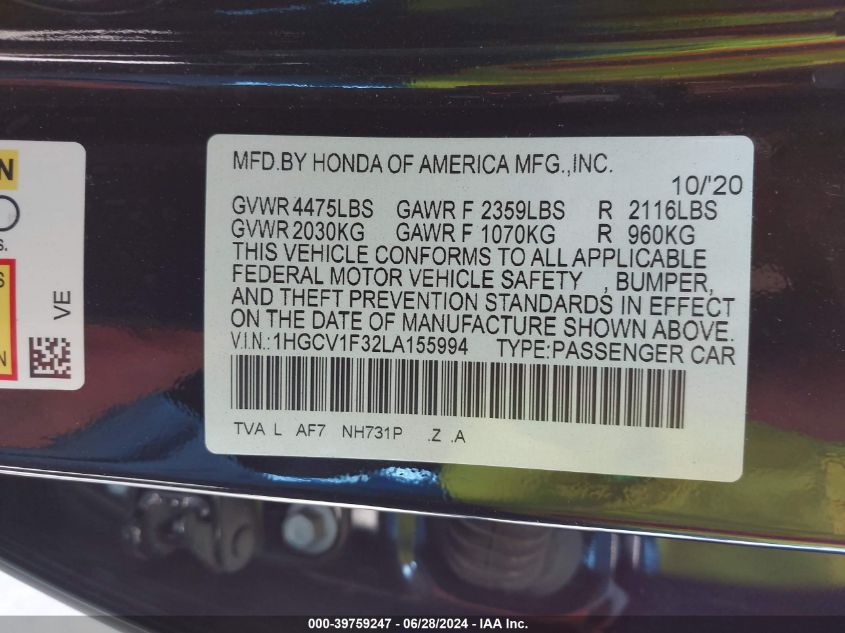 N
S.
S
N
VE
MFD.BY HONDA OF AMERICA MFG.,INC.
10/'20
GVWR 4475LBS GAWR F 2359LBS R 2116LBS
GVWR 2030KG GAWR F 1070KG R 960KG
THIS VEHICLE CONFORMS TO ALL APPLICABLE
FEDERAL MOTOR VEHICLE SAFETY , BUMPER,
AND THEFT PREVENTION STANDARDS IN EFFECT
ON THE DATE OF MANUFACTURE SHOWN ABOVE.
V.I.N.:1HGCV1F32LA155994 TYPE:PASSENGER CAR
TVA L AF7 NH731P .Z .A
000-39759247 - 06/28/2024 - IAA Inc.